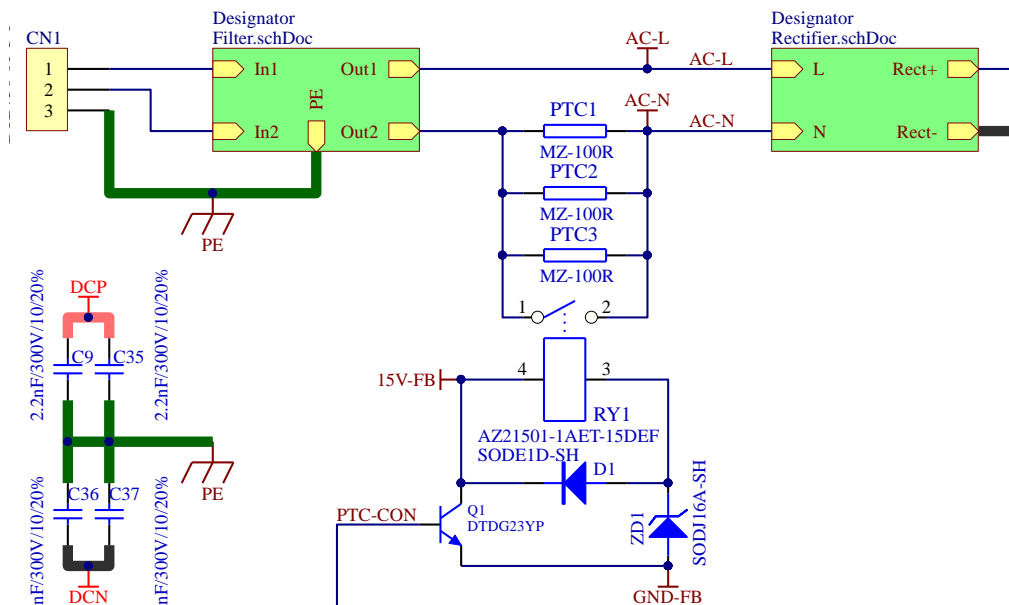 Designator
Filter.schDoc
Designator
Rectifier.schDoc
CN1
1
2
3
In1
In2
Out1
Out2
PE
PE
AC-L
AC-L
AC-N
AC-N
L
N
Rect+
Rect-
PTC1
MZ-100R
PTC2
MZ-100R
PTC3
MZ-100R
1
2
DCP
2.2nF/300V/10/20%
C9
C35
2.2nF/300V/10/20%
15V-FB
4
3
RY1
AZ21501-1AET-15DEF
SODE1D-SH
D1
PE
C36
C37
nF/300V/10/20%
nF/300V/10/20%
DCN
PTC-CON
Q1
DTDG23YP
ZD1
SODJ16A-SH
GND-FB